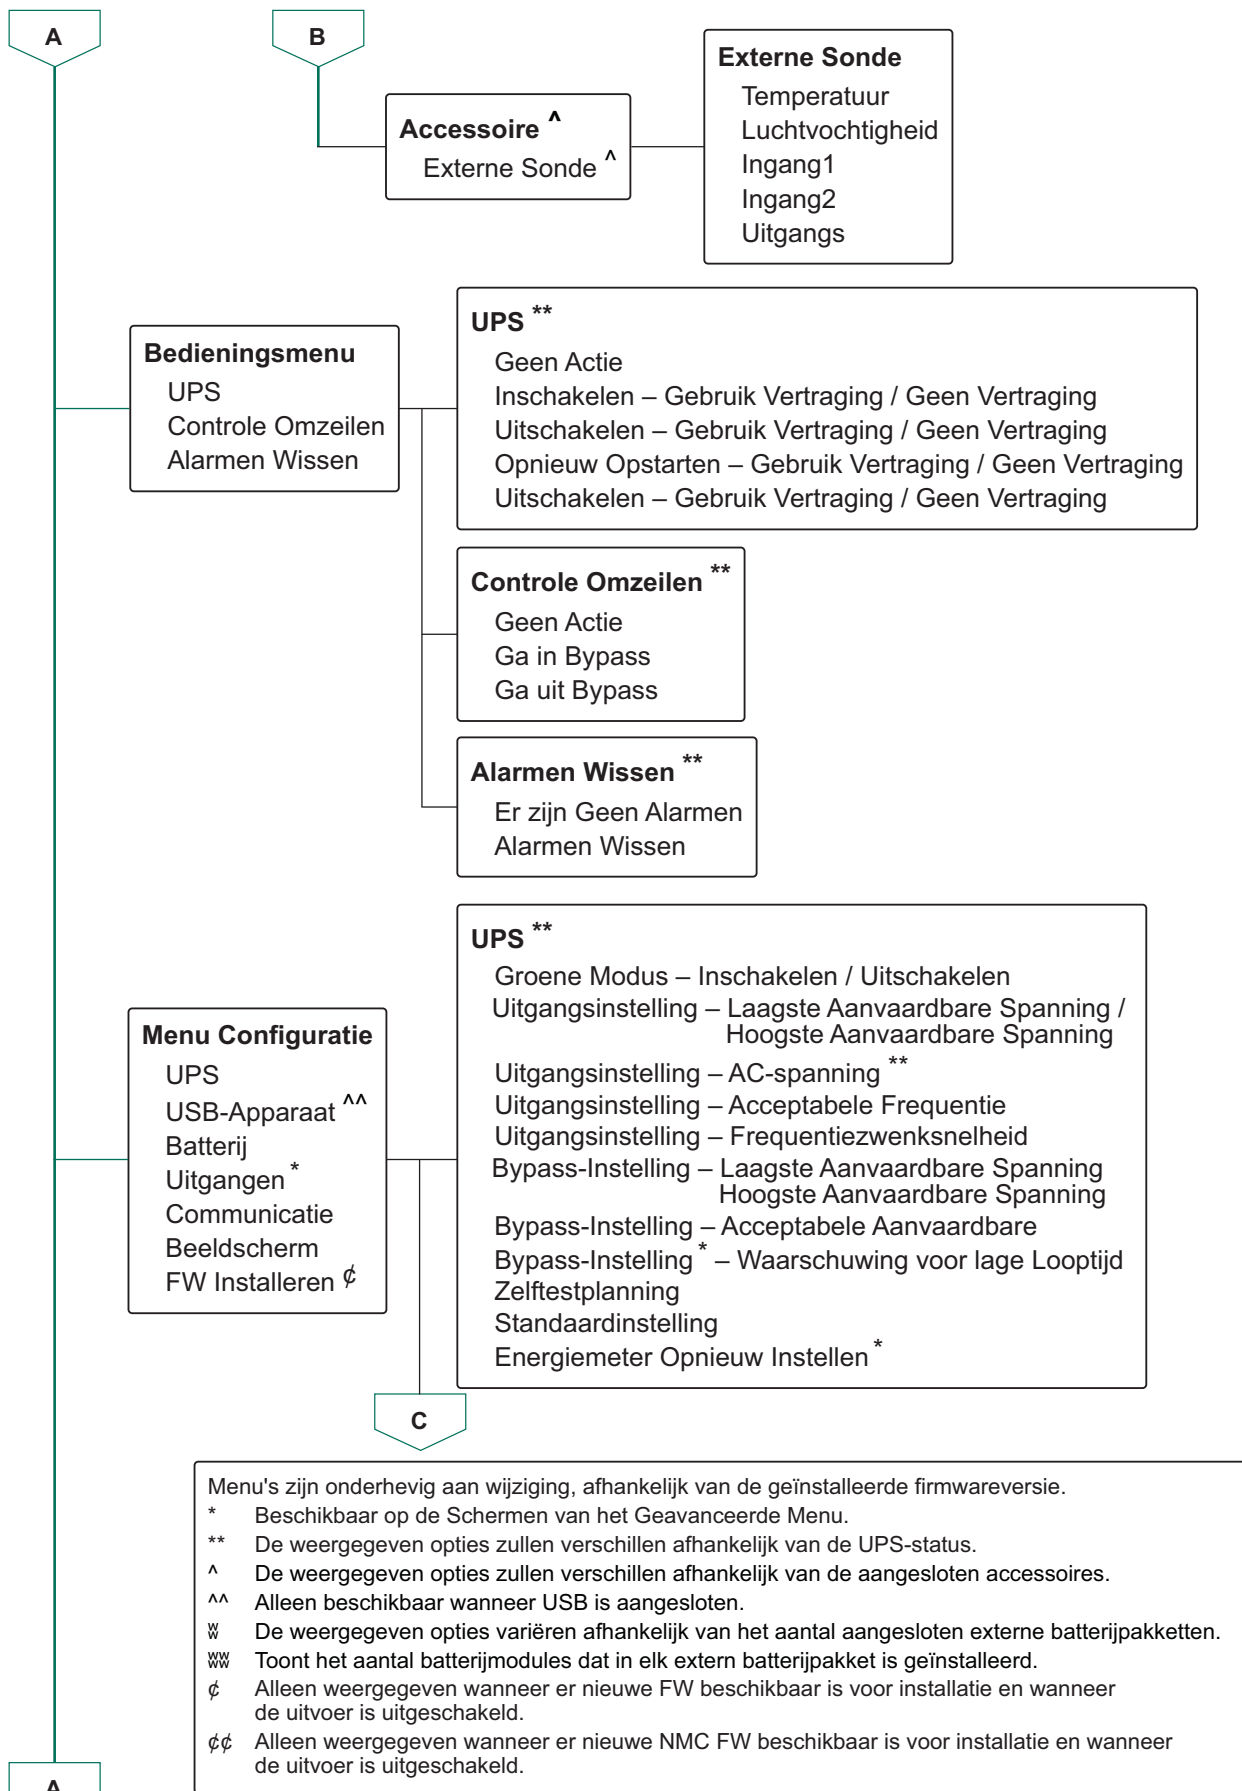 A
B
Externe Sonde
Temperatuur
Luchtvochtigheid
Ingang1
Ingang2
Uitgangs
Accessoire ^
Externe Sonde ^
Bedieningsmenu
UPS
Controle Omzeilen
Alarmen Wissen
UPS **
Geen Actie
Inschakelen – Gebruik Vertraging / Geen Vertraging
Uitschakelen – Gebruik Vertraging / Geen Vertraging
Opnieuw Opstarten – Gebruik Vertraging / Geen Vertraging
Uitschakelen – Gebruik Vertraging / Geen Vertraging
Controle Omzeilen **
Geen Actie
Ga in Bypass
Ga uit Bypass
Alarmen Wissen **
Er zijn Geen Alarmen
Alarmen Wissen
Menu Configuratie
UPS
USB-Apparaat ^^
Batterij
Uitgangen *
Communicatie
Beeldscherm
FW Installeren ¢
UPS **
Groene Modus – Inschakelen / Uitschakelen
Uitgangsinstelling – Laagste Aanvaardbare Spanning /
Hoogste Aanvaardbare Spanning
Uitgangsinstelling – AC-spanning **
Uitgangsinstelling – Acceptabele Frequentie
Uitgangsinstelling – Frequentiezwenksnelheid
Bypass-Instelling – Laagste Aanvaardbare Spanning
Hoogste Aanvaardbare Spanning
Bypass-Instelling – Acceptabele Aanvaardbare
Bypass-Instelling * – Waarschuwing voor lage Looptijd
Zelftestplanning
Standaardinstelling
Energiemeter Opnieuw Instellen *
C
Menu's zijn onderhevig aan wijziging, afhankelijk van de geïnstalleerde firmwareversie.
* Beschikbaar op de Schermen van het Geavanceerde Menu.
** De weergegeven opties zullen verschillen afhankelijk van de UPS-status.
^ De weergegeven opties zullen verschillen afhankelijk van de aangesloten accessoires.
^^ Alleen beschikbaar wanneer USB is aangesloten.
w w De weergegeven opties variëren afhankelijk van het aantal aangesloten externe batterijpakketten.
ww ww Toont het aantal batterijmodules dat in elk extern batterijpakket is geïnstalleerd.
¢ Alleen weergegeven wanneer er nieuwe FW beschikbaar is voor installatie en wanneer
de uitvoer is uitgeschakeld.
¢¢ Alleen weergegeven wanneer er nieuwe NMC FW beschikbaar is voor installatie en wanneer
de uitvoer is uitgeschakeld.
A